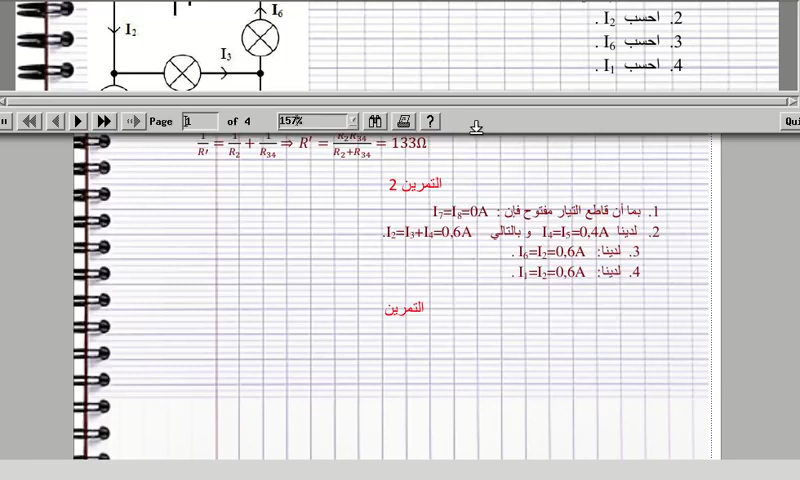 I6
I2
I3
2. احسب I2 .
3. احسب I6 .
4. احسب I1 .
Page 1 of 4 157% ?
1/R' = 1/R2 + 1/R34 ⇒ R' = R2R34/R2+R34 = 133Ω
التمرين 2
1. بما أن قاطع التيار مفتوح فإن : I7=I8=0A
2. لدينا I4=I5=0,4A و بالتالي I2=I3+I4=0,6A.
3. لدينا: I6=I2=0,6A .
4. لدينا: I1=I2=0,6A .
التمرين